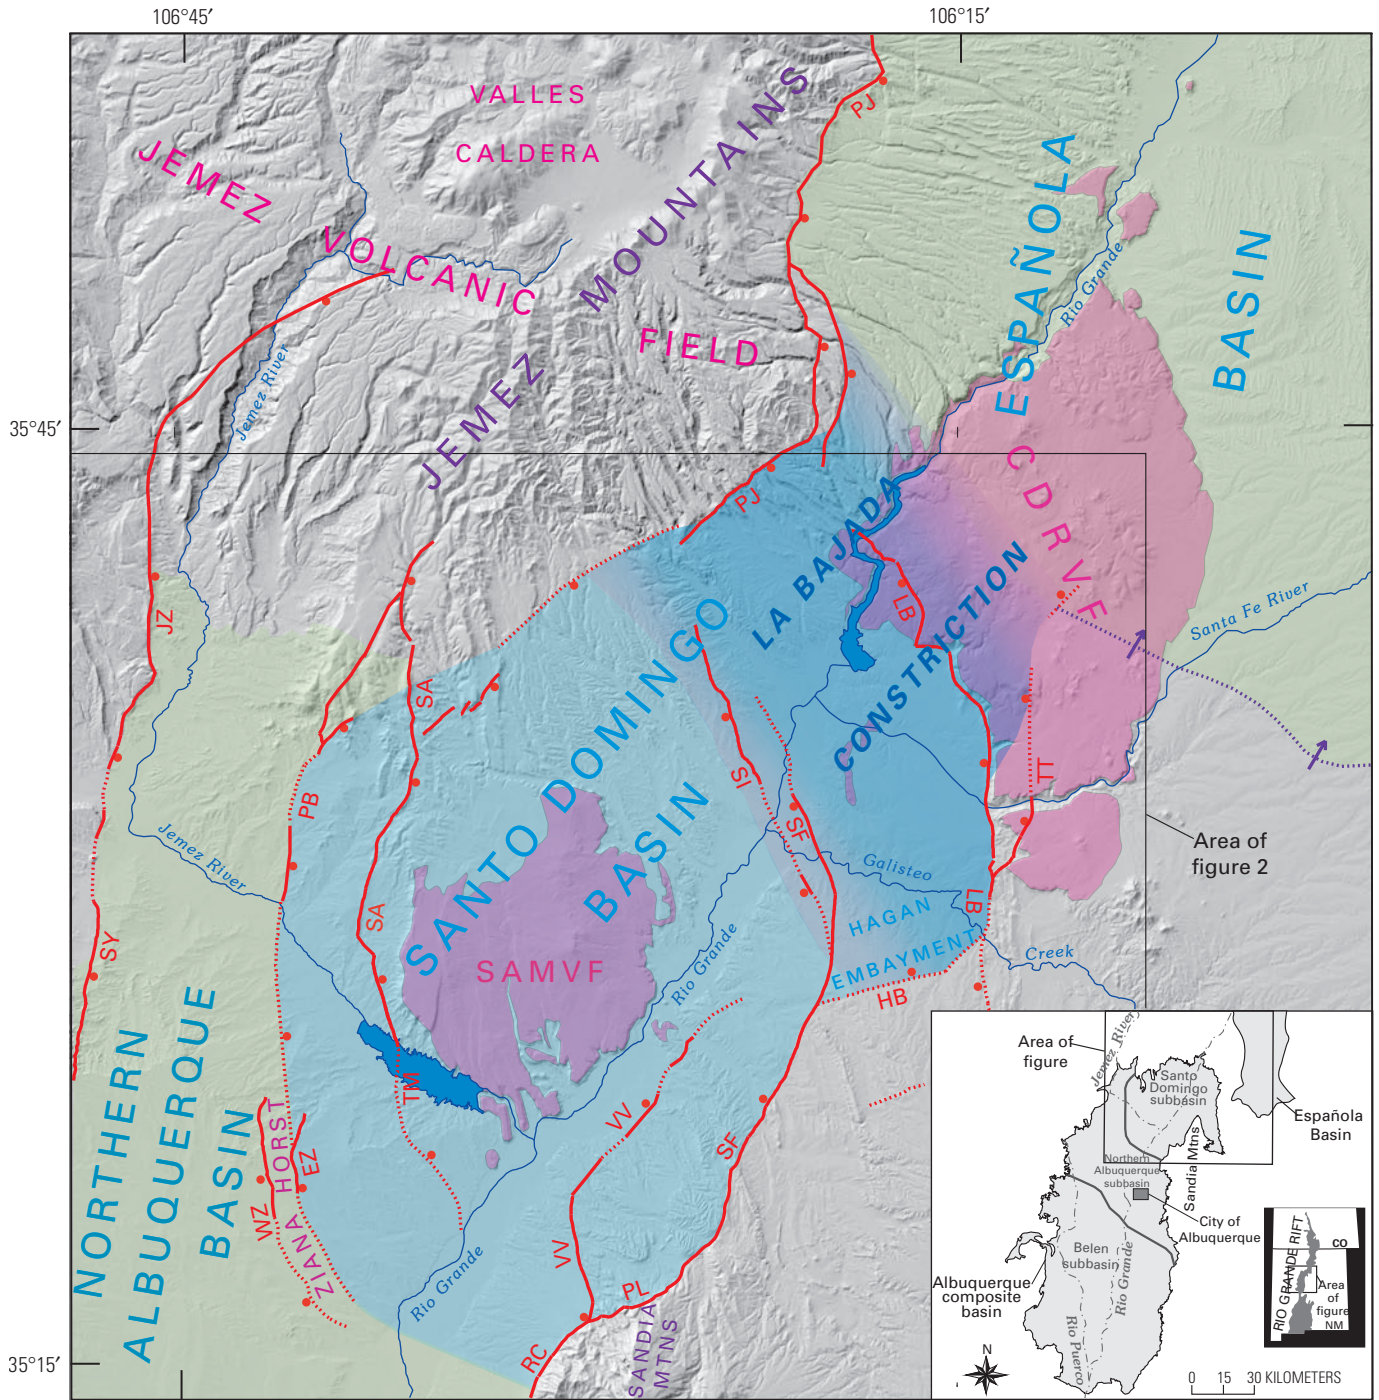 106°45′
106°15′
VALLES
CALDERA
JEMEZ
VOLCANIC
FIELD
JEMEZ MOUNTAINS
PJ
ESPAÑOLA
BASIN
Rio Grande
Jemez River
35°45′
CDRVF
PJ
LA BAJADA
CONSTRICTION
LB
Santa Fe River
JZ
SA
SANTO DOMINGO
BASIN
SI
SF
TT
PB
Jemez River
Area of
figure 2
Galisteo
Creek
HAGAN
EMBAYMENT
LB
HB
SA
SAMVF
Rio Grande
SY
NORTHERN
ALBUQUERQUE
BASIN
TM
VV
SF
ZIANA HORST
EZ
WZ
VV
Rio Grande
PL
RC
SANDIA
MTNS
35°15′
Area of
figure
Jemez River
Santo
Domingo
subbasin
Española
Basin
Northern
Albuquerque
subbasin
Sandia Mtns
City of
Albuquerque
Belen
subbasin
Rio Grande
Rio Puerco
Albuquerque
composite
basin
RIO GRANDE RIFT
CO
Area
of
figure
NM
N
0 15 30 KILOMETERS